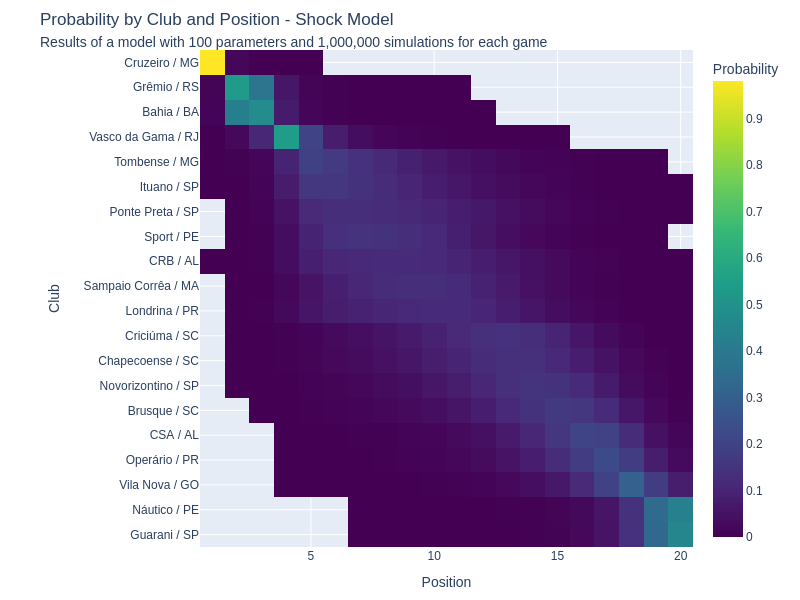 Probability by Club and Position - Shock Model
Results of a model with 100 parameters and 1,000,000 simulations for each game
Probability
Cruzeiro / MG
Grêmio / RS
Bahia / BA
Vasco da Gama / RJ
Tombense / MG
Ituano / SP
Ponte Preta / SP
Sport / PE
CRB / AL
Sampaio Corrêa / MA
Londrina / PR
Criciúma / SC
Chapecoense / SC
Novorizontino / SP
Brusque / SC
CSA / AL
Operário / PR
Vila Nova / GO
Náutico / PE
Guarani / SP
Club
5 10 15 20
Position
0.9
0.8
0.7
0.6
0.5
0.4
0.3
0.2
0.1
0